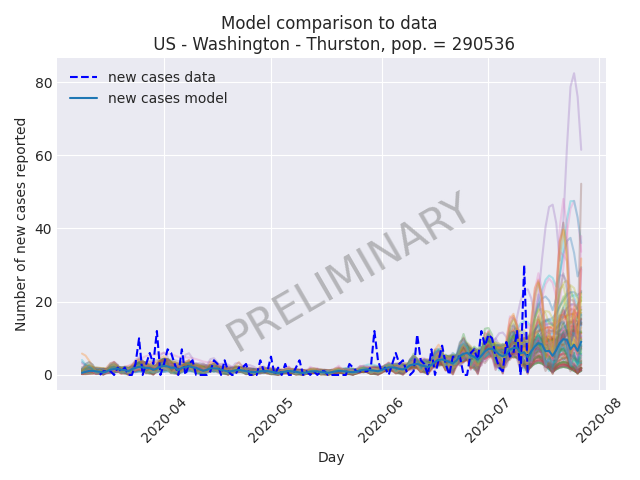 Model comparison to data
US - Washington - Thurston, pop. = 290536
new cases data
new cases model
PRELIMINARY
Number of new cases reported
80
60
40
20
0
2020-04
2020-05
2020-06
2020-07
2020-08
Day